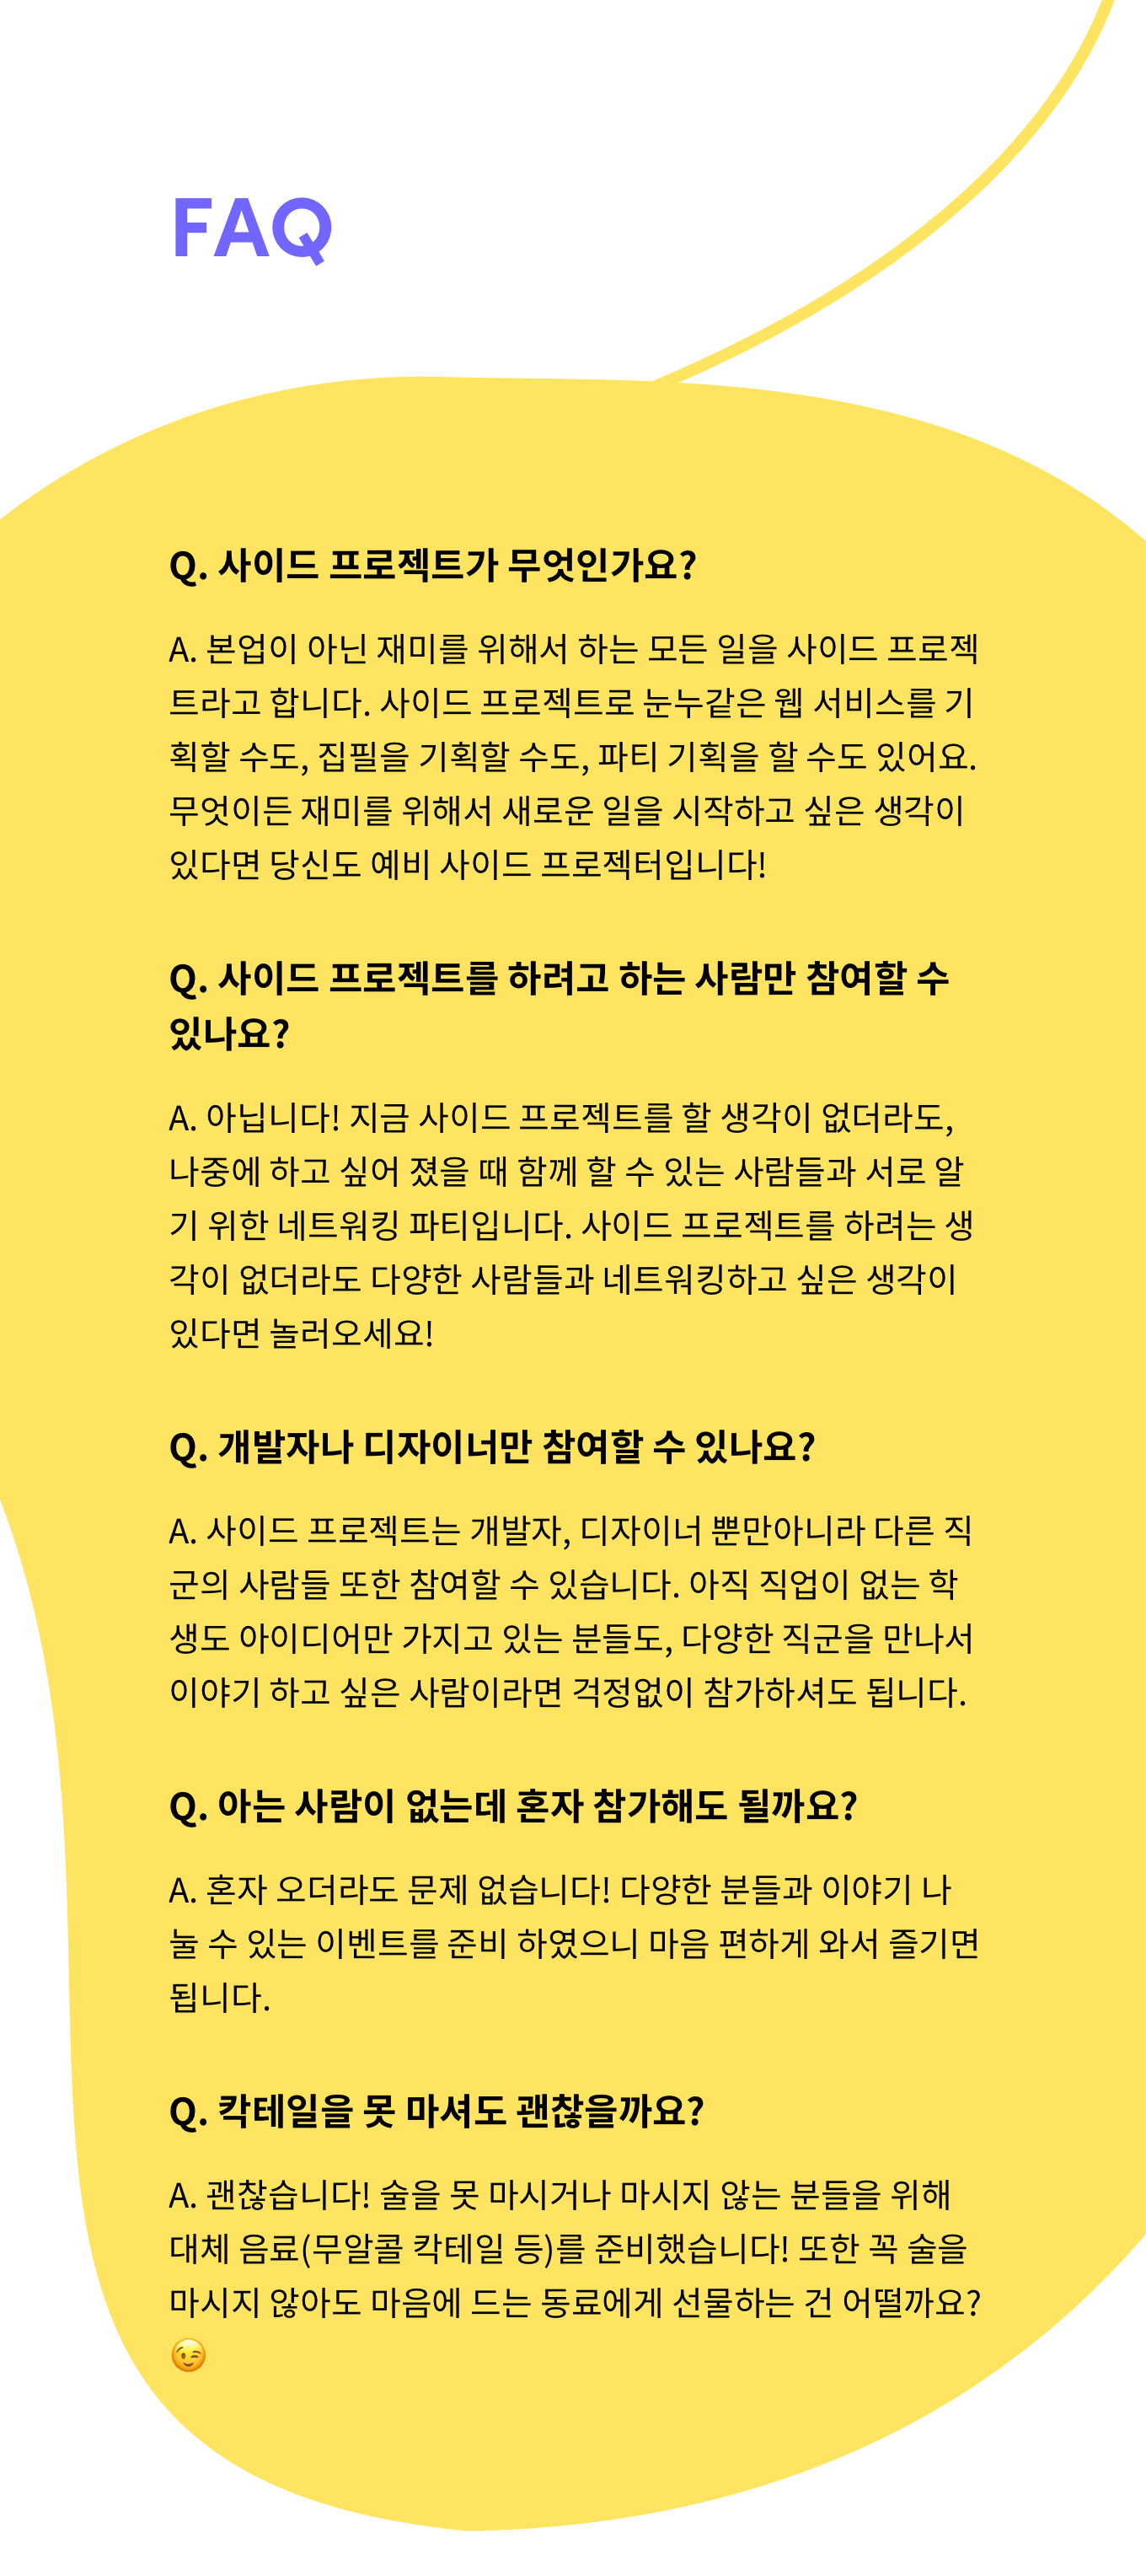 FAQ
Q. 사이드 프로젝트가 무엇인가요?
A. 본업이 아닌 재미를 위해서 하는 모든 일을 사이드 프로젝
트라고 합니다. 사이드 프로젝트로 눈누같은 웹 서비스를 기
획할 수도, 집필을 기획할 수도, 파티 기획을 할 수도 있어요.
무엇이든 재미를 위해서 새로운 일을 시작하고 싶은 생각이
있다면 당신도 예비 사이드 프로젝터입니다!
Q. 사이드 프로젝트를 하려고 하는 사람만 참여할 수
있나요?
A. 아닙니다! 지금 사이드 프로젝트를 할 생각이 없더라도,
나중에 하고 싶어 졌을 때 함께 할 수 있는 사람들과 서로 알
기 위한 네트워킹 파티입니다. 사이드 프로젝트를 하려는 생
각이 없더라도 다양한 사람들과 네트워킹하고 싶은 생각이
있다면 놀러오세요!
Q. 개발자나 디자이너만 참여할 수 있나요?
A. 사이드 프로젝트는 개발자, 디자이너 뿐만아니라 다른 직
군의 사람들 또한 참여할 수 있습니다. 아직 직업이 없는 학
생도 아이디어만 가지고 있는 분들도, 다양한 직군을 만나서
이야기 하고 싶은 사람이라면 걱정없이 참가하셔도 됩니다.
Q. 아는 사람이 없는데 혼자 참가해도 될까요?
A. 혼자 오더라도 문제 없습니다! 다양한 분들과 이야기 나
눌 수 있는 이벤트를 준비 하였으니 마음 편하게 와서 즐기면
됩니다.
Q. 칵테일을 못 마셔도 괜찮을까요?
A. 괜찮습니다! 술을 못 마시거나 마시지 않는 분들을 위해
대체 음료(무알콜 칵테일 등)를 준비했습니다! 또한 꼭 술을
마시지 않아도 마음에 드는 동료에게 선물하는 건 어떨까요?
😉